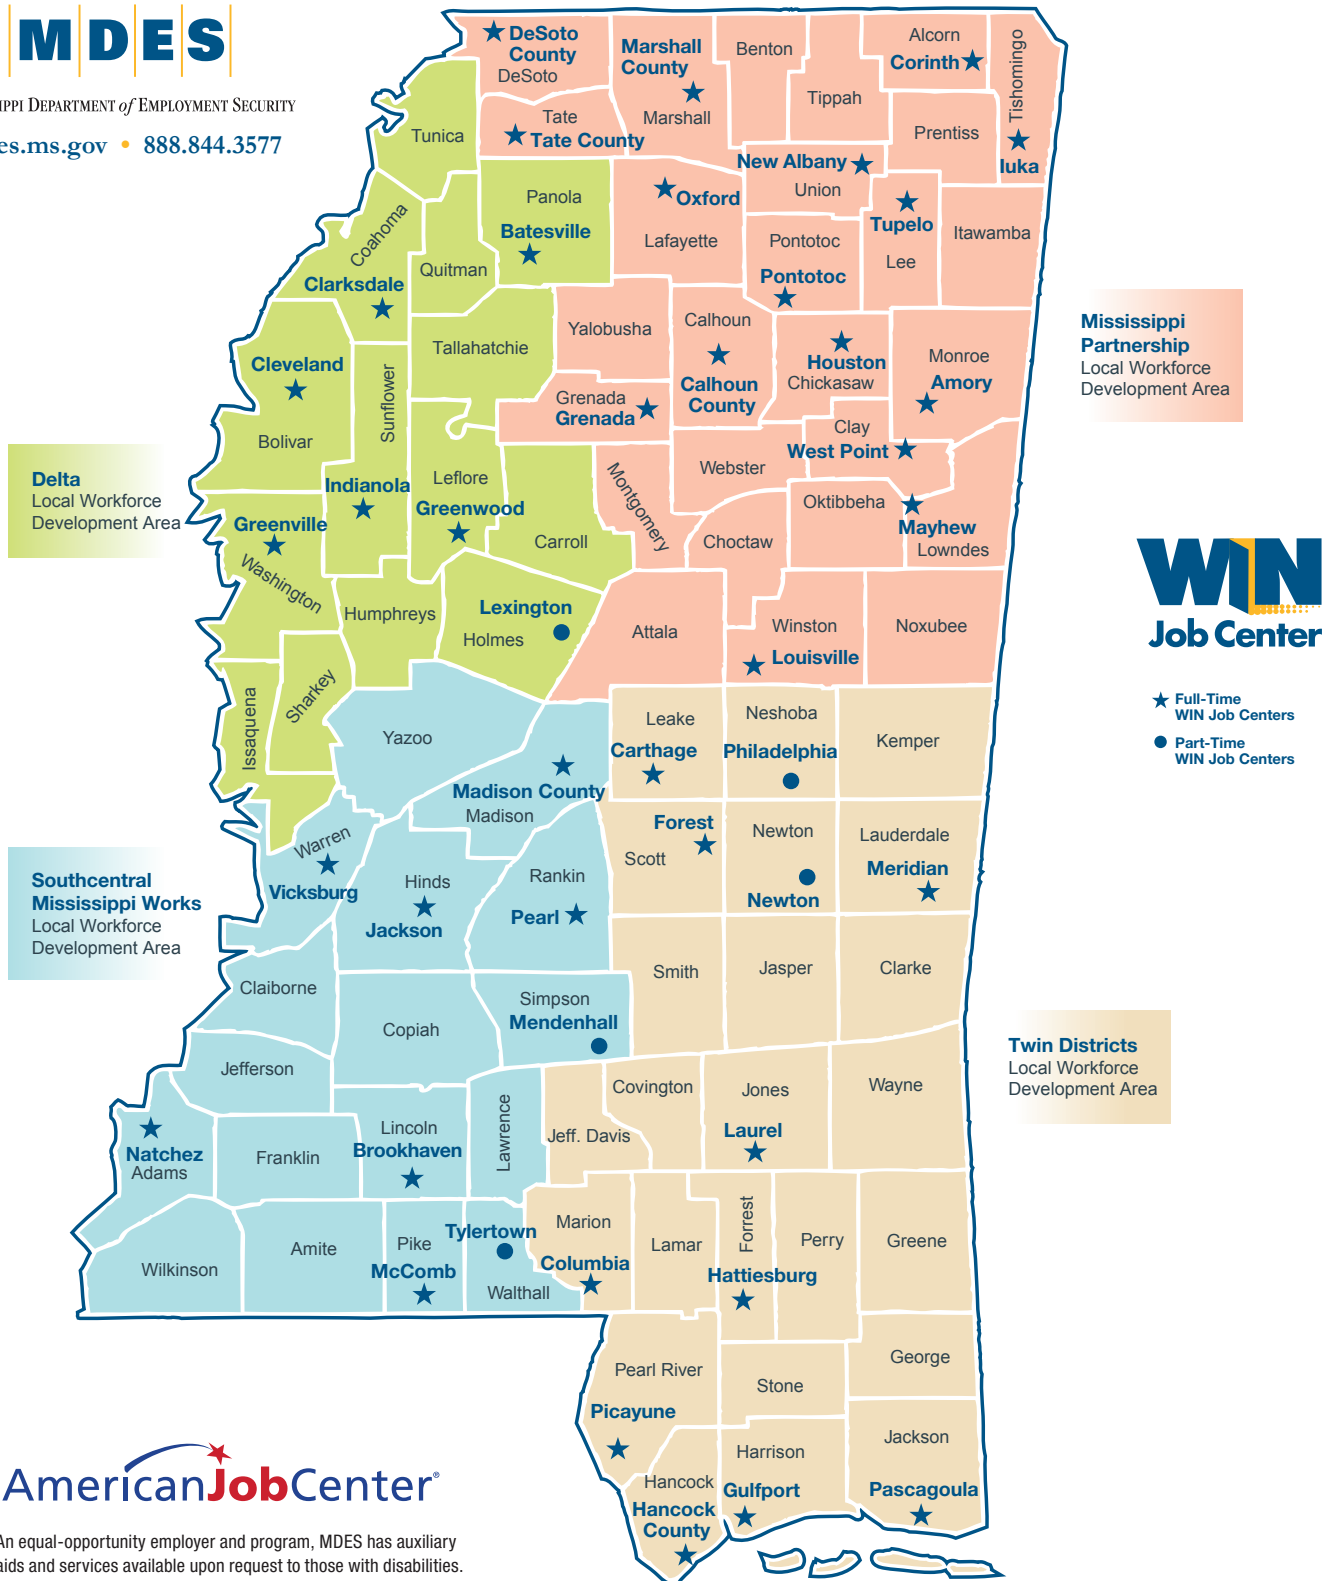 MDES
IPPI DEPARTMENT of EMPLOYMENT SECURITY
es.ms.gov • 888.844.3577
DeSoto
County
DeSoto
Marshall
County
Marshall
Benton
Tippah
Alcorn
Corinth
Tishomingo
Iuka
Prentiss
Tate
Tate County
Tunica
New Albany
Union
Oxford
Lafayette
Panola
Batesville
Coahoma
Clarksdale
Quitman
Pontotoc
Pontotoc
Tupelo
Lee
Itawamba
Yalobusha
Calhoun
Calhoun
County
Houston
Chickasaw
Monroe
Amory
Tallahatchie
Cleveland
Bolivar
Sunflower
Indianola
Grenada
Grenada
Clay
West Point
Webster
Oktibbeha
Mayhew
Lowndes
Montgomery
Choctaw
Leflore
Greenwood
Carroll
Greenville
Washington
Humphreys
Lexington
Holmes
Attala
Winston
Louisville
Noxubee
Issaquena
Sharkey
Yazoo
Madison County
Madison
Leake
Carthage
Neshoba
Philadelphia
Kemper
Warren
Vicksburg
Hinds
Jackson
Rankin
Pearl
Forest
Scott
Newton
Newton
Lauderdale
Meridian
Smith
Jasper
Clarke
Claiborne
Copiah
Simpson
Mendenhall
Jefferson
Natchez
Adams
Franklin
Lincoln
Brookhaven
Lawrence
Jeff. Davis
Covington
Jones
Laurel
Wayne
Wilkinson
Amite
Pike
McComb
Tylertown
Walthall
Marion
Columbia
Lamar
Forrest
Hattiesburg
Perry
Greene
Pearl River
Picayune
Stone
George
Hancock
Hancock
County
Harrison
Gulfport
Jackson
Pascagoula
Mississippi
Partnership
Local Workforce
Development Area
Delta
Local Workforce
Development Area
Southcentral
Mississippi Works
Local Workforce
Development Area
Twin Districts
Local Workforce
Development Area
WIN
Job Center
Full-Time
WIN Job Centers
Part-Time
WIN Job Centers
AmericanJobCenter®
An equal-opportunity employer and program, MDES has auxiliary
aids and services available upon request to those with disabilities.